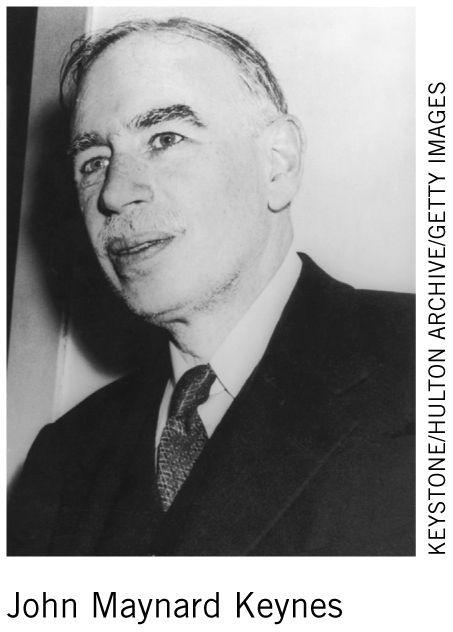 KEYSTONE/HULTON ARCHIVE/GETTY IMAGES
John Maynard Keynes